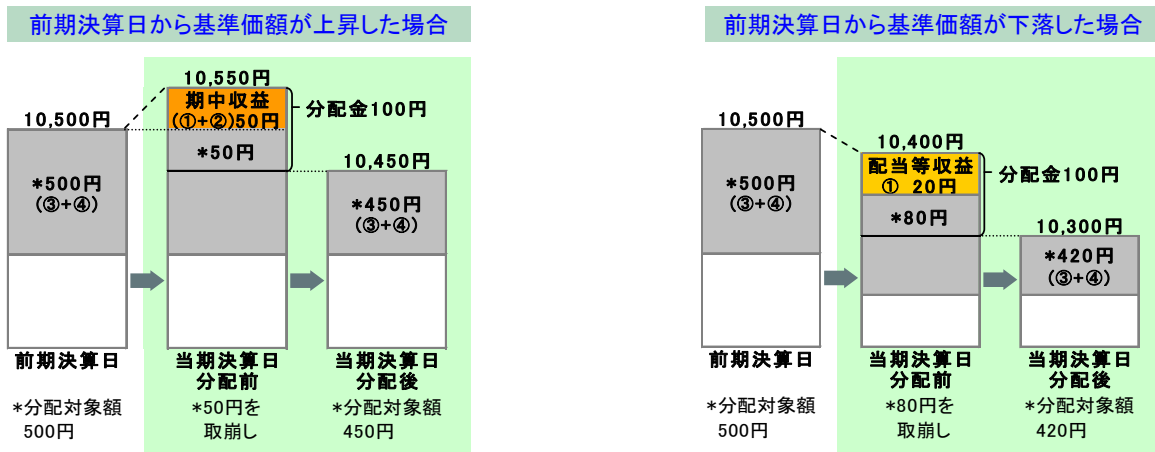 前期決算日から基準価額が上昇した場合
10,550円
期中収益
(①+②)50円
分配金100円
10,500円
*50円
10,450円
*500円
(③+④)
*450円
(③+④)
前期決算日
当期決算日
分配前
当期決算日
分配後
*分配対象額
500円
*50円を
取崩し
*分配対象額
450円
前期決算日から基準価額が下落した場合
10,500円
10,400円
配当等収益
① 20円
分配金100円
*500円
(③+④)
*80円
10,300円
*420円
(③+④)
前期決算日
当期決算日
分配前
当期決算日
分配後
*分配対象額
500円
*80円を
取崩し
*分配対象額
420円